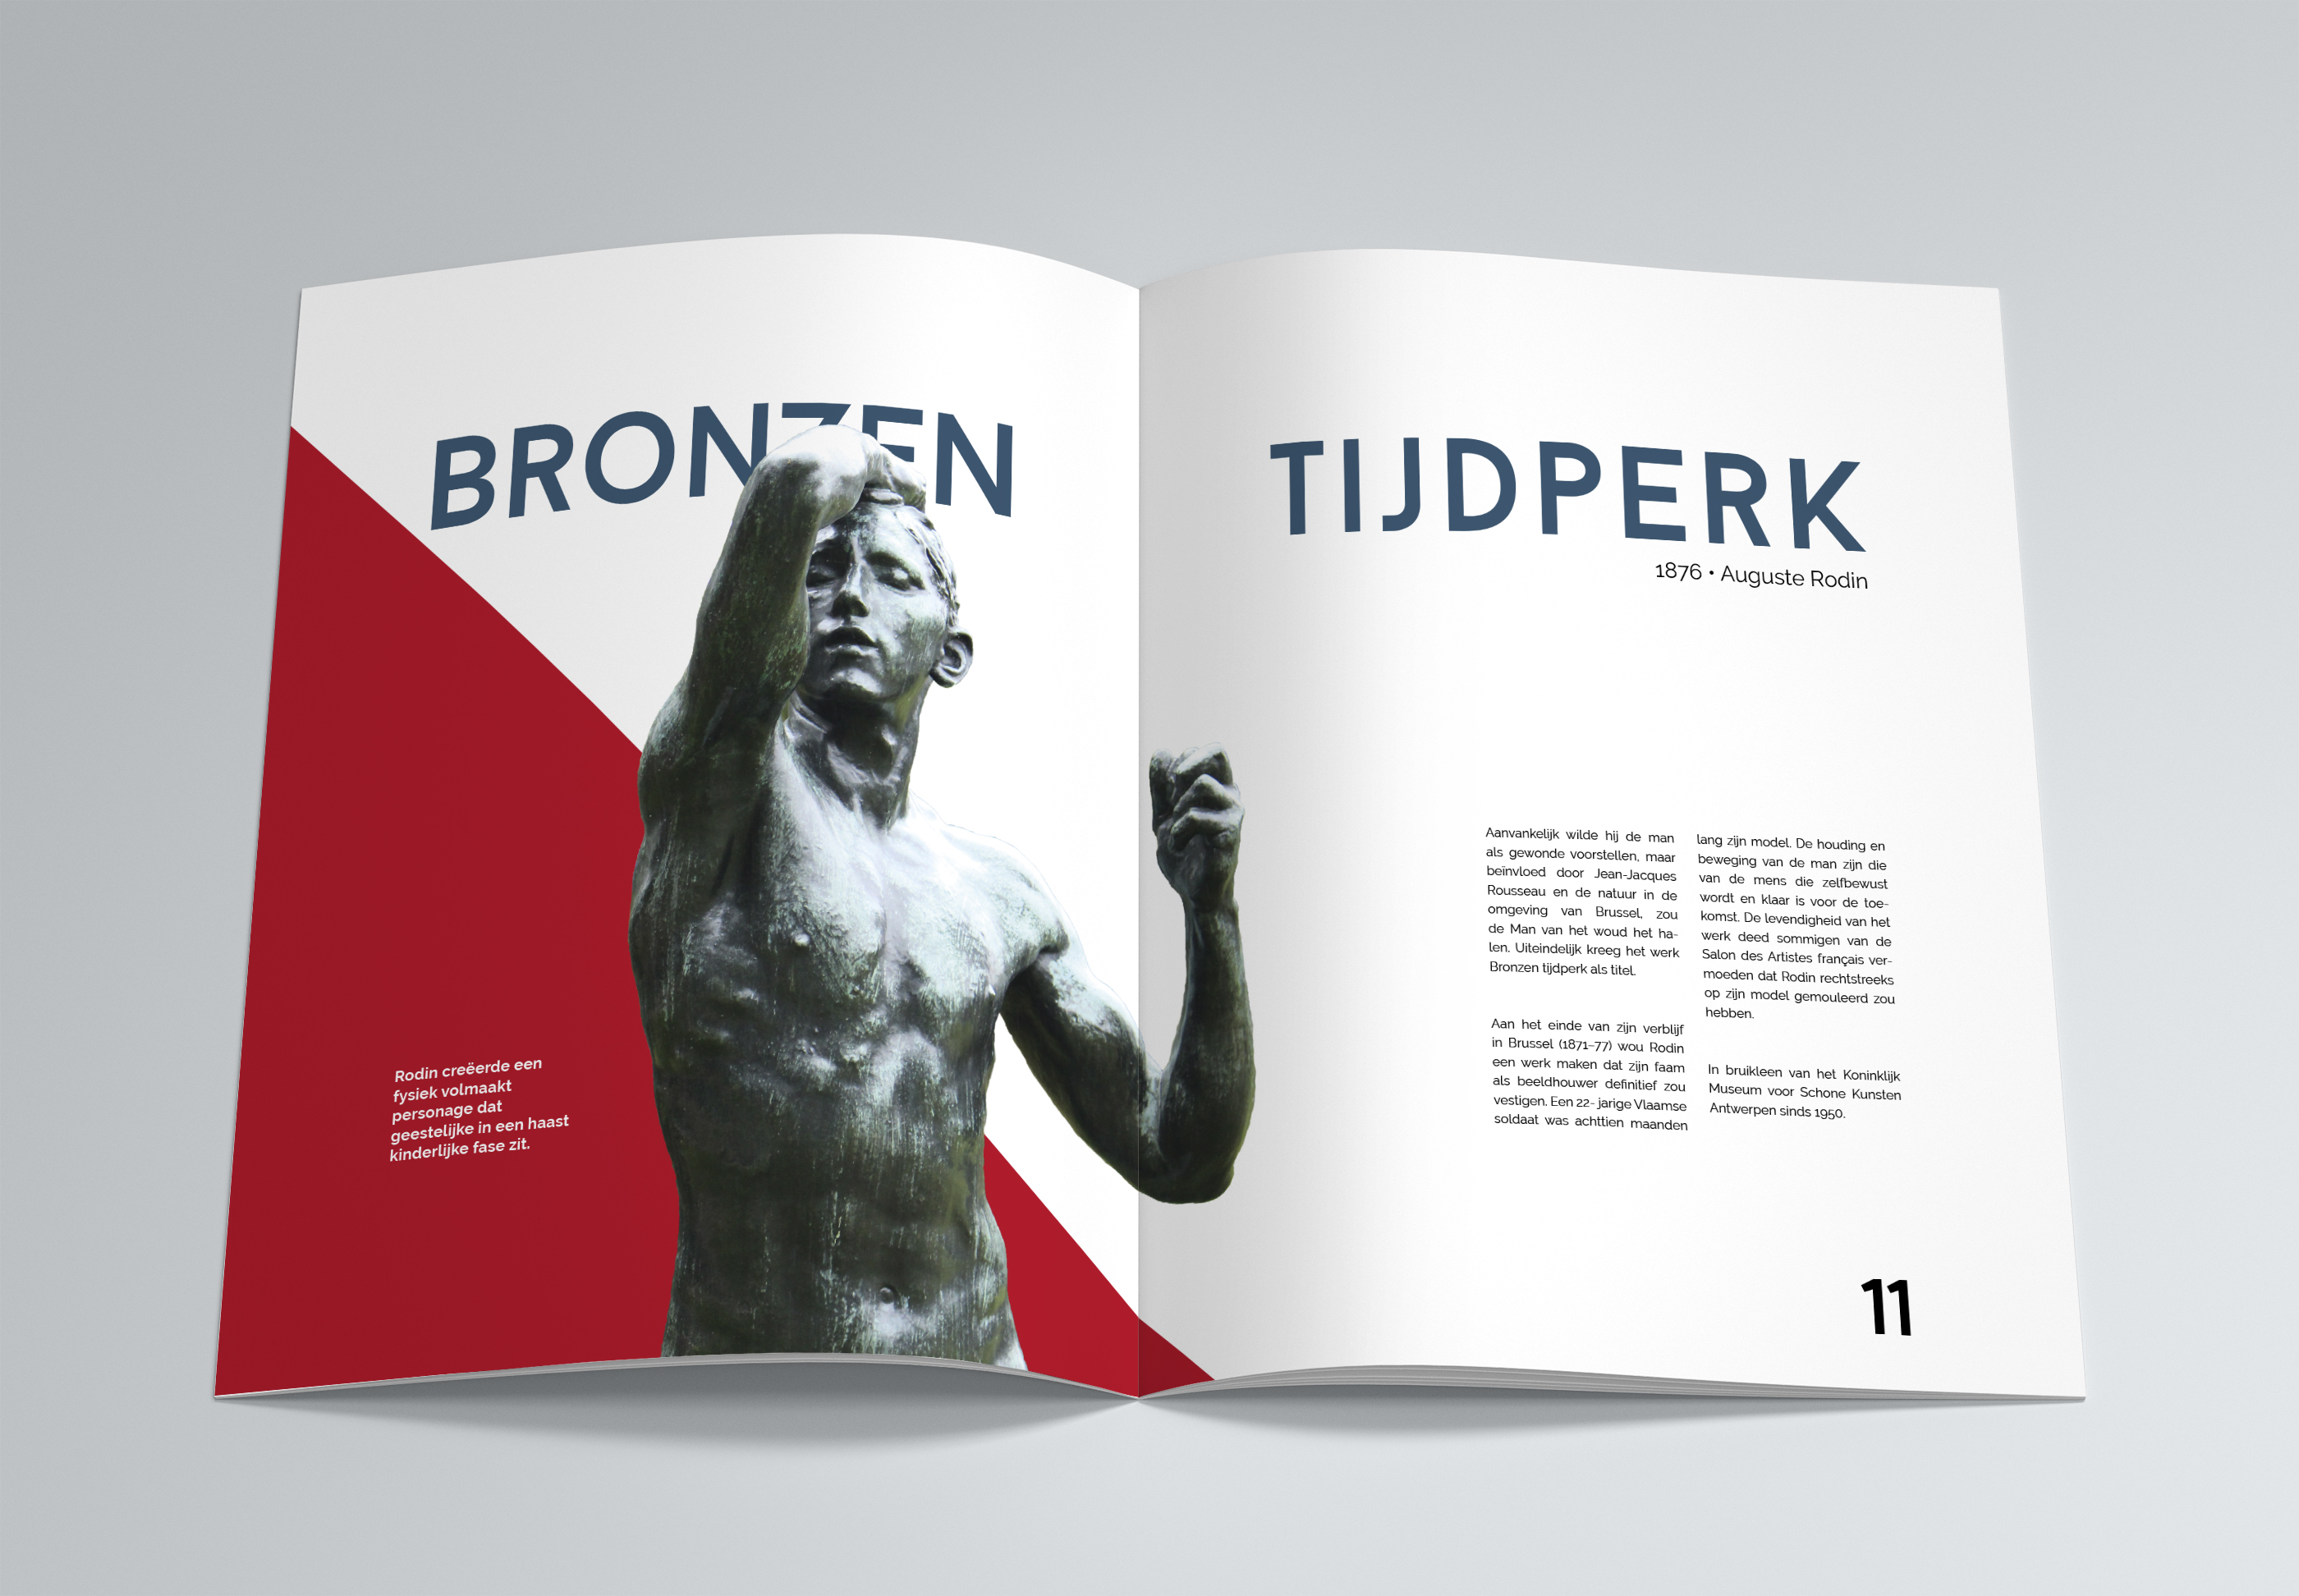 BRONZEN
Rodin creëerde een
fysiek volmaakt
personage dat
geestelijke in een haast
kinderlijke fase zit.
TIJDPERK
1876 • Auguste Rodin
Aanvankelijk wilde hij de man
als gewonde voorstellen, maar
beïnvloed door Jean-Jacques
Rousseau en de natuur in de
omgeving van Brussel, zou
de Man van het woud het ha-
len. Uiteindelijk kreeg het werk
Bronzen tijdperk als titel.
Aan het einde van zijn verblijf
in Brussel (1871-77) wou Rodin
een werk maken dat zijn faam
als beeldhouwer definitief zou
vestigen. Een 22- jarige Vlaamse
soldaat was achttien maanden
lang zijn model. De houding en
beweging van de man zijn die
van de mens die zelfbewust
wordt en klaar is voor de toe-
komst. De levendigheid van het
werk deed sommigen van de
Salon des Artistes français ver-
moeden dat Rodin rechtstreeks
op zijn model gemouleerd zou
hebben.
In bruikleen van het Koninklijk
Museum voor Schone Kunsten
Antwerpen sinds 1950.
11